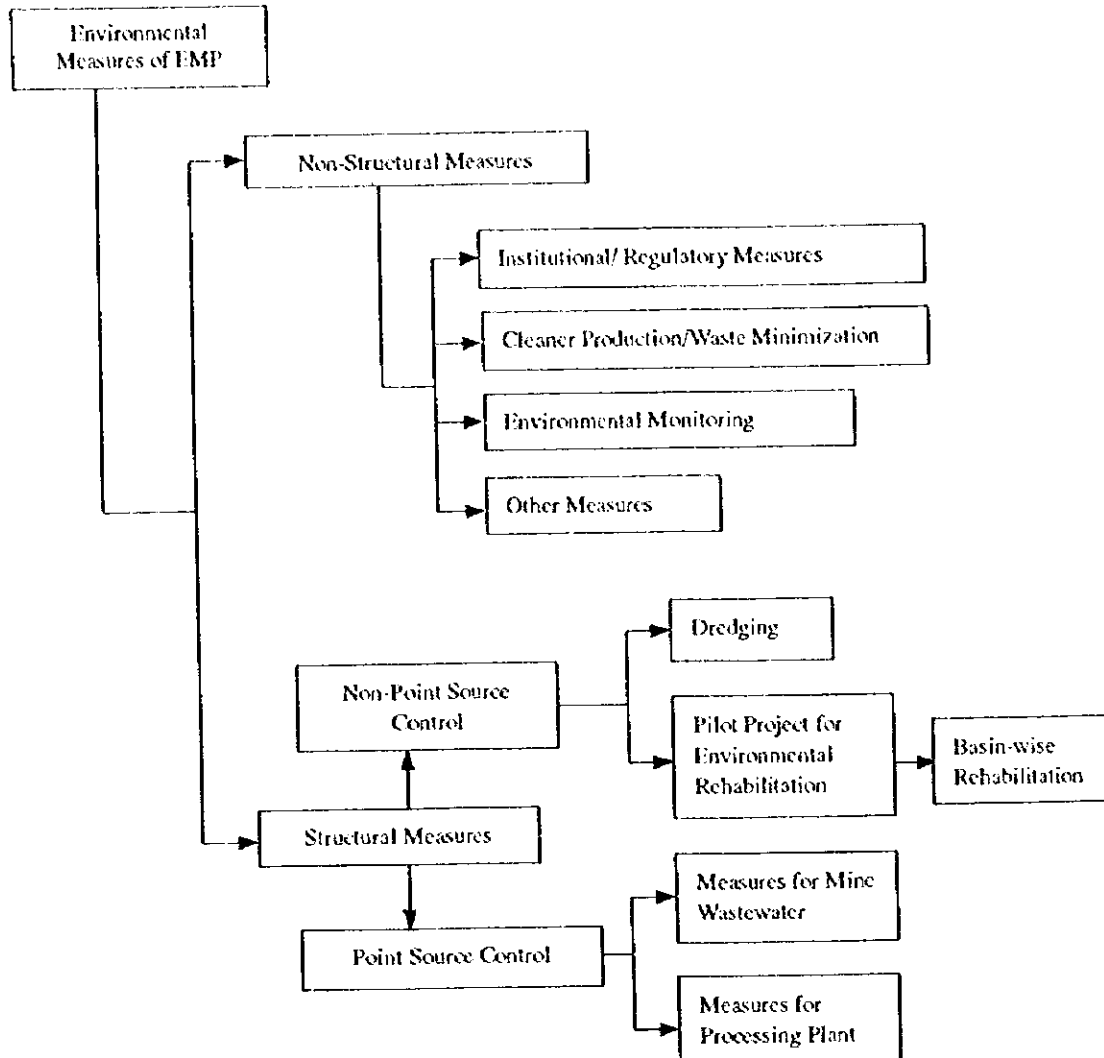 Environmental
Measures of EMP
Non-Structural Measures
Institutional/ Regulatory Measures
Cleaner Production/Waste Minimization
Environmental Monitoring
Other Measures
Dredging
Non-Point Source
Control
Pilot Project for
Environmental
Rehabilitation
Basin-wise
Rehabilitation
Structural Measures
Measures for Mine
Wastewater
Point Source Control
Measures for
Processing Plant